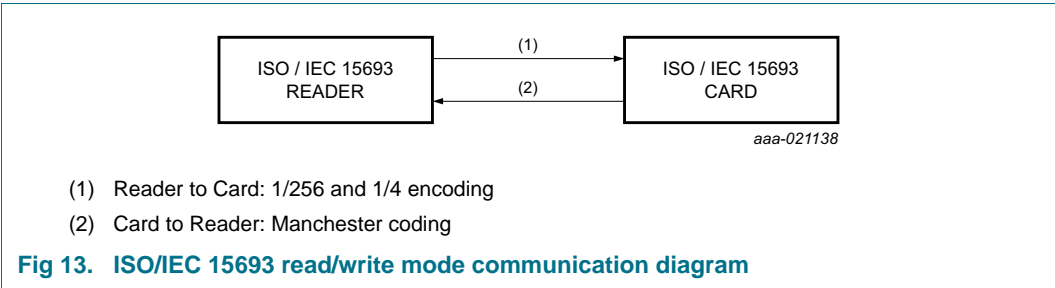 ISO / IEC 15693
READER
(1)
(2)
ISO / IEC 15693
CARD
aaa-021138
(1) Reader to Card: 1/256 and 1/4 encoding
(2) Card to Reader: Manchester coding
Fig 13. ISO/IEC 15693 read/write mode communication diagram